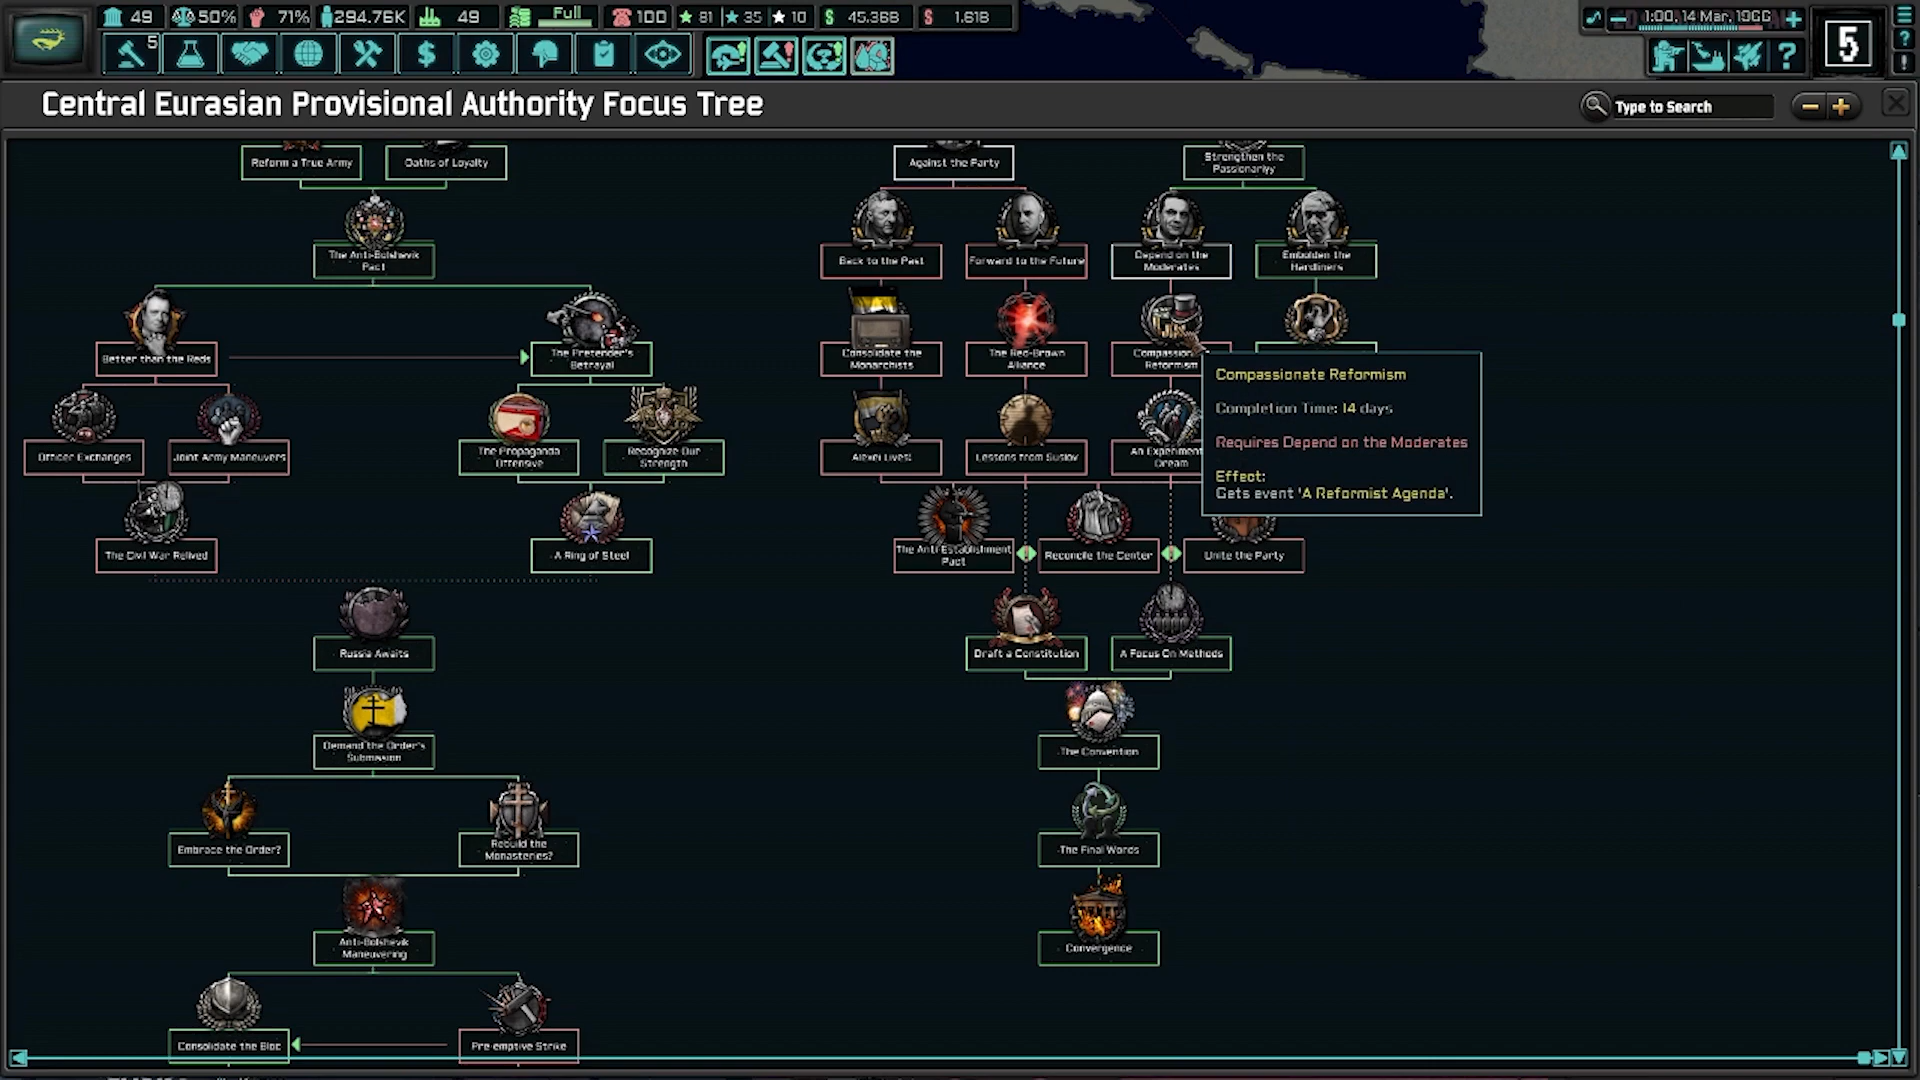 49 50% 71% 294.76K 49 Full 100 81 35 10 $ 45.36B $ 1.61B
1:00, 14 Mar, 1966
5
5
Central Eurasian Provisional Authority Focus Tree
Type to Search
Reform a True Army
Oaths of Loyalty
Against the Party
Strengthen the
Passionariyy
The Anti-Bolshevik
Pact
Back to the Past
Forward to the Future
Depend on the
Moderates
Embolden the
Hardliners
Better than the Reds
The Pretender's
Betrayal
Consolidate the
Monarchists
The Red-Brown
Alliance
Compassion
Reformism
Compassionate Reformism
Completion Time: 14 days
Requires Depend on the Moderates
Effect:
Gets event 'A Reformist Agenda'.
Officer Exchanges
Joint Army Maneuvers
The Propaganda
Offensive
Recognize Our
Strength
Alexei Lives!
Lessons from Suslov
An Experiment
Dream
The Civil War Relived
A Ring of Steel
The Anti Establishment
Pact
Reconcile the Center
Unite the Party
Russia Awaits
Draft a Constitution
A Focus On Methods
Demand the Order's
Submission
The Convention
Embrace the Order?
Rebuild the
Monasteries?
The Final Words
Anti-Bolshevik
Maneuvering
Convergence
Consolidate the Bloc
Pre-emptive Strike